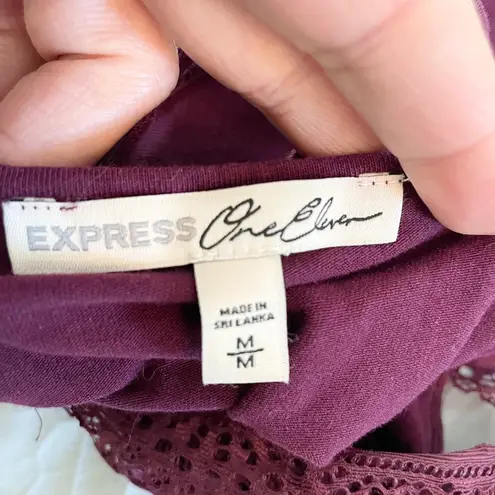 EXPRESS One Eleven
MADE IN
SRI LANKA
M
M